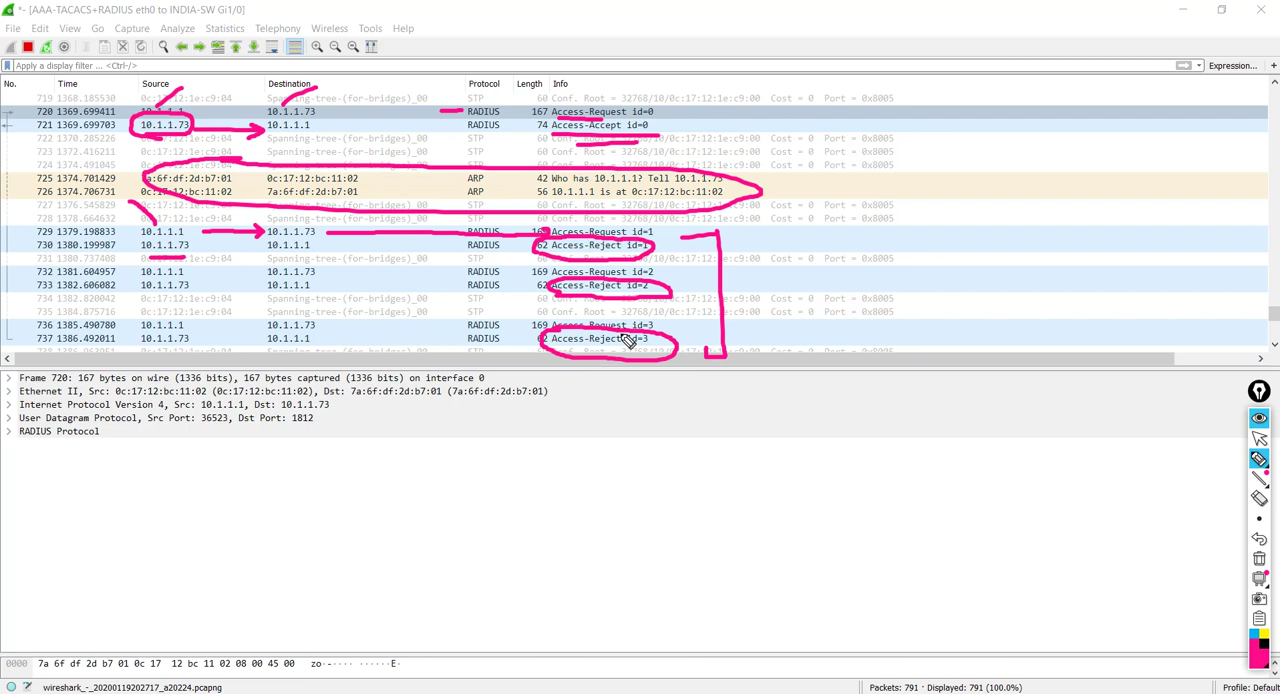 *- [AAA-TACACS+RADIUS eth0 to INDIA-SW Gi1/0]
File Edit View Go Capture Analyze Statistics Telephony Wireless Tools Help
Apply a display filter ... <Ctrl-/> Expression... +
No. Time Source Destination Protocol Length Info
719 1368.185530 0c:17:12:1e:c9:04 Spanning-tree-(for-bridges)_00 STP 60 Conf. Root = 32768/10/0c:17:12:1e:c9:00 Cost = 0 Port = 0x8005
720 1369.699411 10.1.1.1 10.1.1.73 RADIUS 167 Access-Request id=0
721 1369.699703 10.1.1.73 10.1.1.1 RADIUS 74 Access-Accept id=0
722 1370.285226 0c:17:12:1e:c9:04 Spanning-tree-(for-bridges)_00 STP 60 Conf. Root = 32768/10/0c:17:12:1e:c9:00 Cost = 0 Port = 0x8005
723 1372.416211 0c:17:12:1e:c9:04 Spanning-tree-(for-bridges)_00 STP 60 Conf. Root = 32768/10/0c:17:12:1e:c9:00 Cost = 0 Port = 0x8005
724 1374.491045 0c:17:12:1e:c9:04 Spanning-tree-(for-bridges)_00 STP 60 Conf. Root = 32768/10/0c:17:12:1e:c9:00 Cost = 0 Port = 0x8005
725 1374.701429 7a:6f:df:2d:b7:01 0c:17:12:bc:11:02 ARP 42 Who has 10.1.1.1? Tell 10.1.1.73
726 1374.706731 0c:17:12:bc:11:02 7a:6f:df:2d:b7:01 ARP 56 10.1.1.1 is at 0c:17:12:bc:11:02
727 1376.545829 0c:17:12:1e:c9:04 Spanning-tree-(for-bridges)_00 STP 60 Conf. Root = 32768/10/0c:17:12:1e:c9:00 Cost = 0 Port = 0x8005
728 1378.664632 0c:17:12:1e:c9:04 Spanning-tree-(for-bridges)_00 STP 60 Conf. Root = 32768/10/0c:17:12:1e:c9:00 Cost = 0 Port = 0x8005
729 1379.198833 10.1.1.1 10.1.1.73 RADIUS 169 Access-Request id=1
730 1380.199987 10.1.1.73 10.1.1.1 RADIUS 62 Access-Reject id=1
731 1380.737408 0c:17:12:1e:c9:04 Spanning-tree-(for-bridges)_00 STP 60 Conf. Root = 32768/10/0c:17:12:1e:c9:00 Cost = 0 Port = 0x8005
732 1381.604957 10.1.1.1 10.1.1.73 RADIUS 169 Access-Request id=2
733 1382.606082 10.1.1.73 10.1.1.1 RADIUS 62 Access-Reject id=2
734 1382.820042 0c:17:12:1e:c9:04 Spanning-tree-(for-bridges)_00 STP 60 Conf. Root = 32768/10/0c:17:12:1e:c9:00 Cost = 0 Port = 0x8005
735 1384.875218 0c:17:12:1e:c9:04 Spanning-tree-(for-bridges)_00 STP 60 Conf. Root = 32768/10/0c:17:12:1e:c9:00 Cost = 0 Port = 0x8005
736 1385.490780 10.1.1.1 10.1.1.73 RADIUS 169 Access-Request id=3
737 1386.492011 10.1.1.73 10.1.1.1 RADIUS 62 Access-Reject id=3
Frame 720: 167 bytes on wire (1336 bits), 167 bytes captured (1336 bits) on interface 0
Ethernet II, Src: 0c:17:12:bc:11:02 (0c:17:12:bc:11:02), Dst: 7a:6f:df:2d:b7:01 (7a:6f:df:2d:b7:01)
Internet Protocol Version 4, Src: 10.1.1.1, Dst: 10.1.1.73
User Datagram Protocol, Src Port: 36523, Dst Port: 1812
RADIUS Protocol
0000 7a 6f df 2d b7 01 0c 17 12 bc 11 02 08 00 45 00 zo·-···· ······E·
wireshark_-_20200119202717_a20224.pcapng Packets: 791 · Displayed: 791 (100.0%) Profile: Default